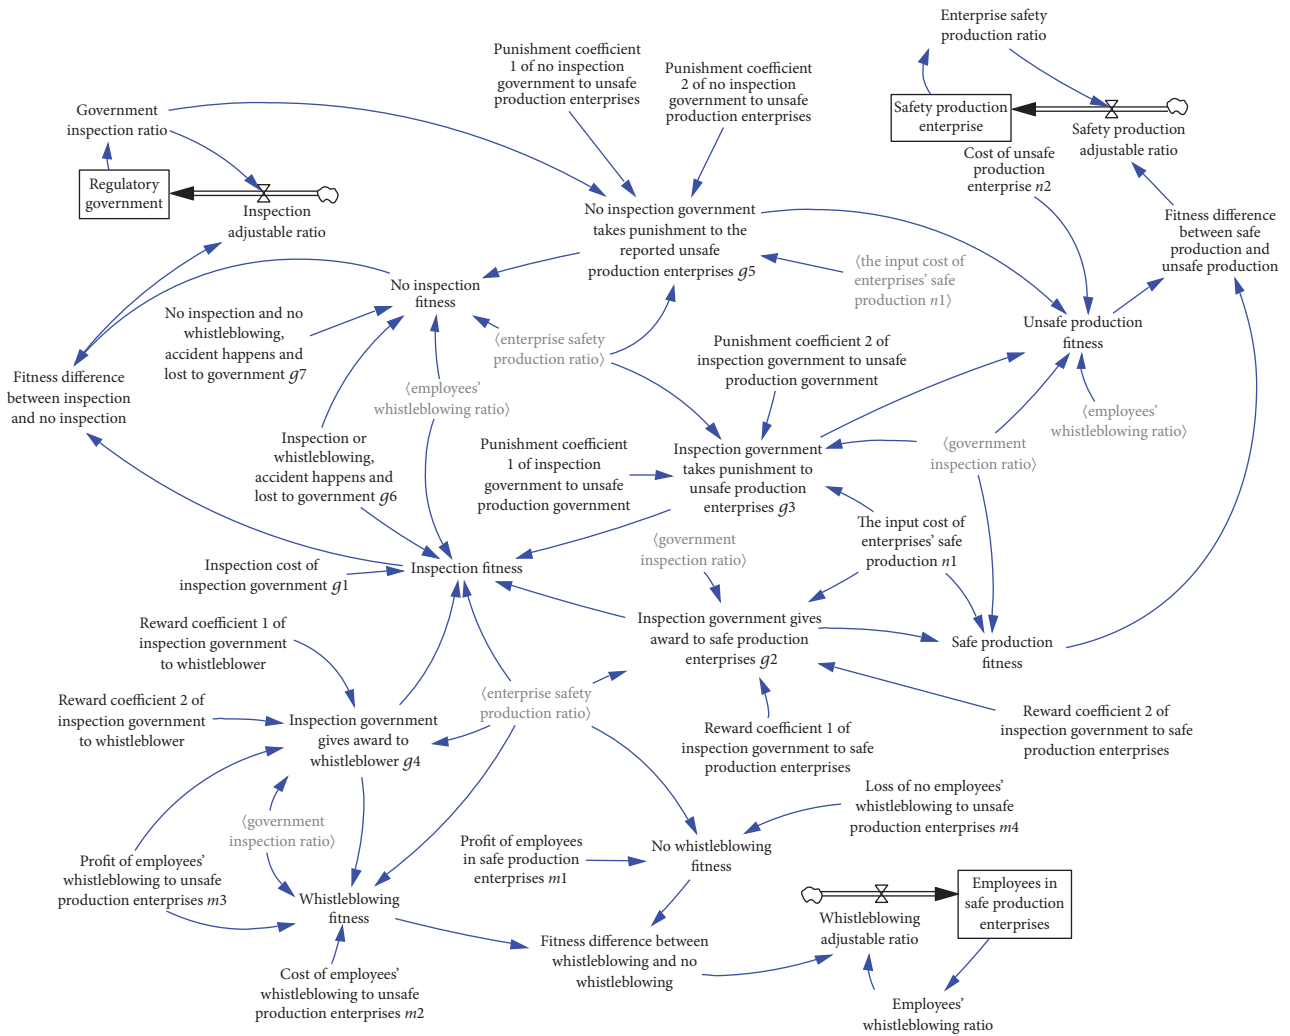 Enterprise safety
production ratio
Punishment coefficient
1 of no inspection
government to unsafe
production enterprises
Punishment coefficient
2 of no inspection
government to unsafe
production enterprises
Government
inspection ratio
Safety production
enterprise
Safety production
adjustable ratio
Cost of unsafe
production
enterprise n2
Regulatory
government
Inspection
adjustable ratio
No inspection government
takes punishment to the
reported unsafe
production enterprises g5
Fitness difference
between safe
production and
unsafe production
⟨the input cost of
enterprises' safe
production n1⟩
No inspection
fitness
No inspection and no
whistleblowing,
accident happens and
lost to government g7
⟨enterprise safety
production ratio⟩
Unsafe production
fitness
Punishment coefficient 2 of
inspection government to unsafe
production government
Fitness difference
between inspection
and no inspection
⟨employees'
whistleblowing ratio⟩
⟨employees'
whistleblowing ratio⟩
Inspection or
whistleblowing,
accident happens and
lost to government g6
Punishment coefficient
1 of inspection
government to unsafe
production government
Inspection government
takes punishment to
unsafe production
enterprises g3
⟨government
inspection ratio⟩
The input cost of
enterprises' safe
production n1
⟨government
inspection ratio⟩
Inspection cost of
inspection government g1
Inspection fitness
Reward coefficient 1 of
inspection government
to whistleblower
Inspection government gives
award to safe production
enterprises g2
Safe production
fitness
Reward coefficient 2 of
inspection government
to whistleblower
Inspection government
gives award to
whistleblower g4
⟨enterprise safety
production ratio⟩
Reward coefficient 1 of
inspection government to safe
production enterprises
Reward coefficient 2 of
inspection government to safe
production enterprises
⟨government
inspection ratio⟩
Loss of no employees'
whistleblowing to unsafe
production enterprises m4
Profit of employees'
whistleblowing to unsafe
production enterprises m3
Profit of employees
in safe production
enterprises m1
No whistleblowing
fitness
Whistleblowing
fitness
Employees in
safe production
enterprises
Whistleblowing
adjustable ratio
Fitness difference between
whistleblowing and no
whistleblowing
Cost of employees'
whistleblowing to unsafe
production enterprises m2
Employees'
whistleblowing ratio